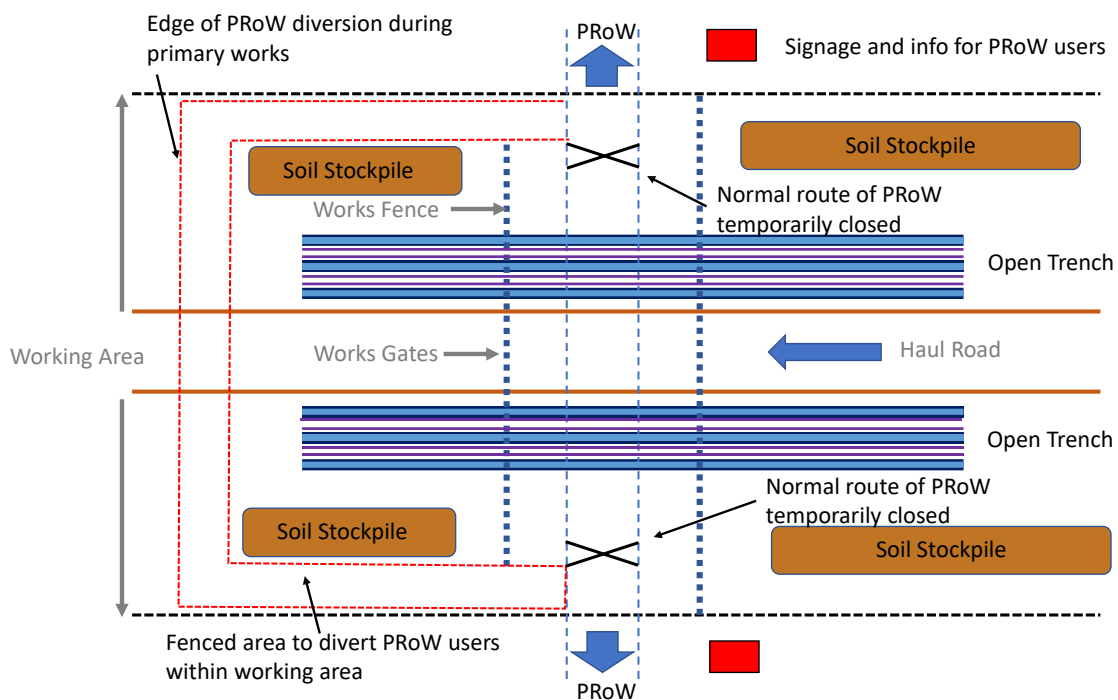 Edge of PRoW diversion during
primary works
PRoW
Signage and info for PRoW users
Soil Stockpile
Soil Stockpile
Normal route of PRoW
temporarily closed
Works Fence
Open Trench
Working Area
Works Gates
Haul Road
Open Trench
Normal route of PRoW
temporarily closed
Soil Stockpile
Soil Stockpile
Fenced area to divert PRoW users
within working area
PRoW